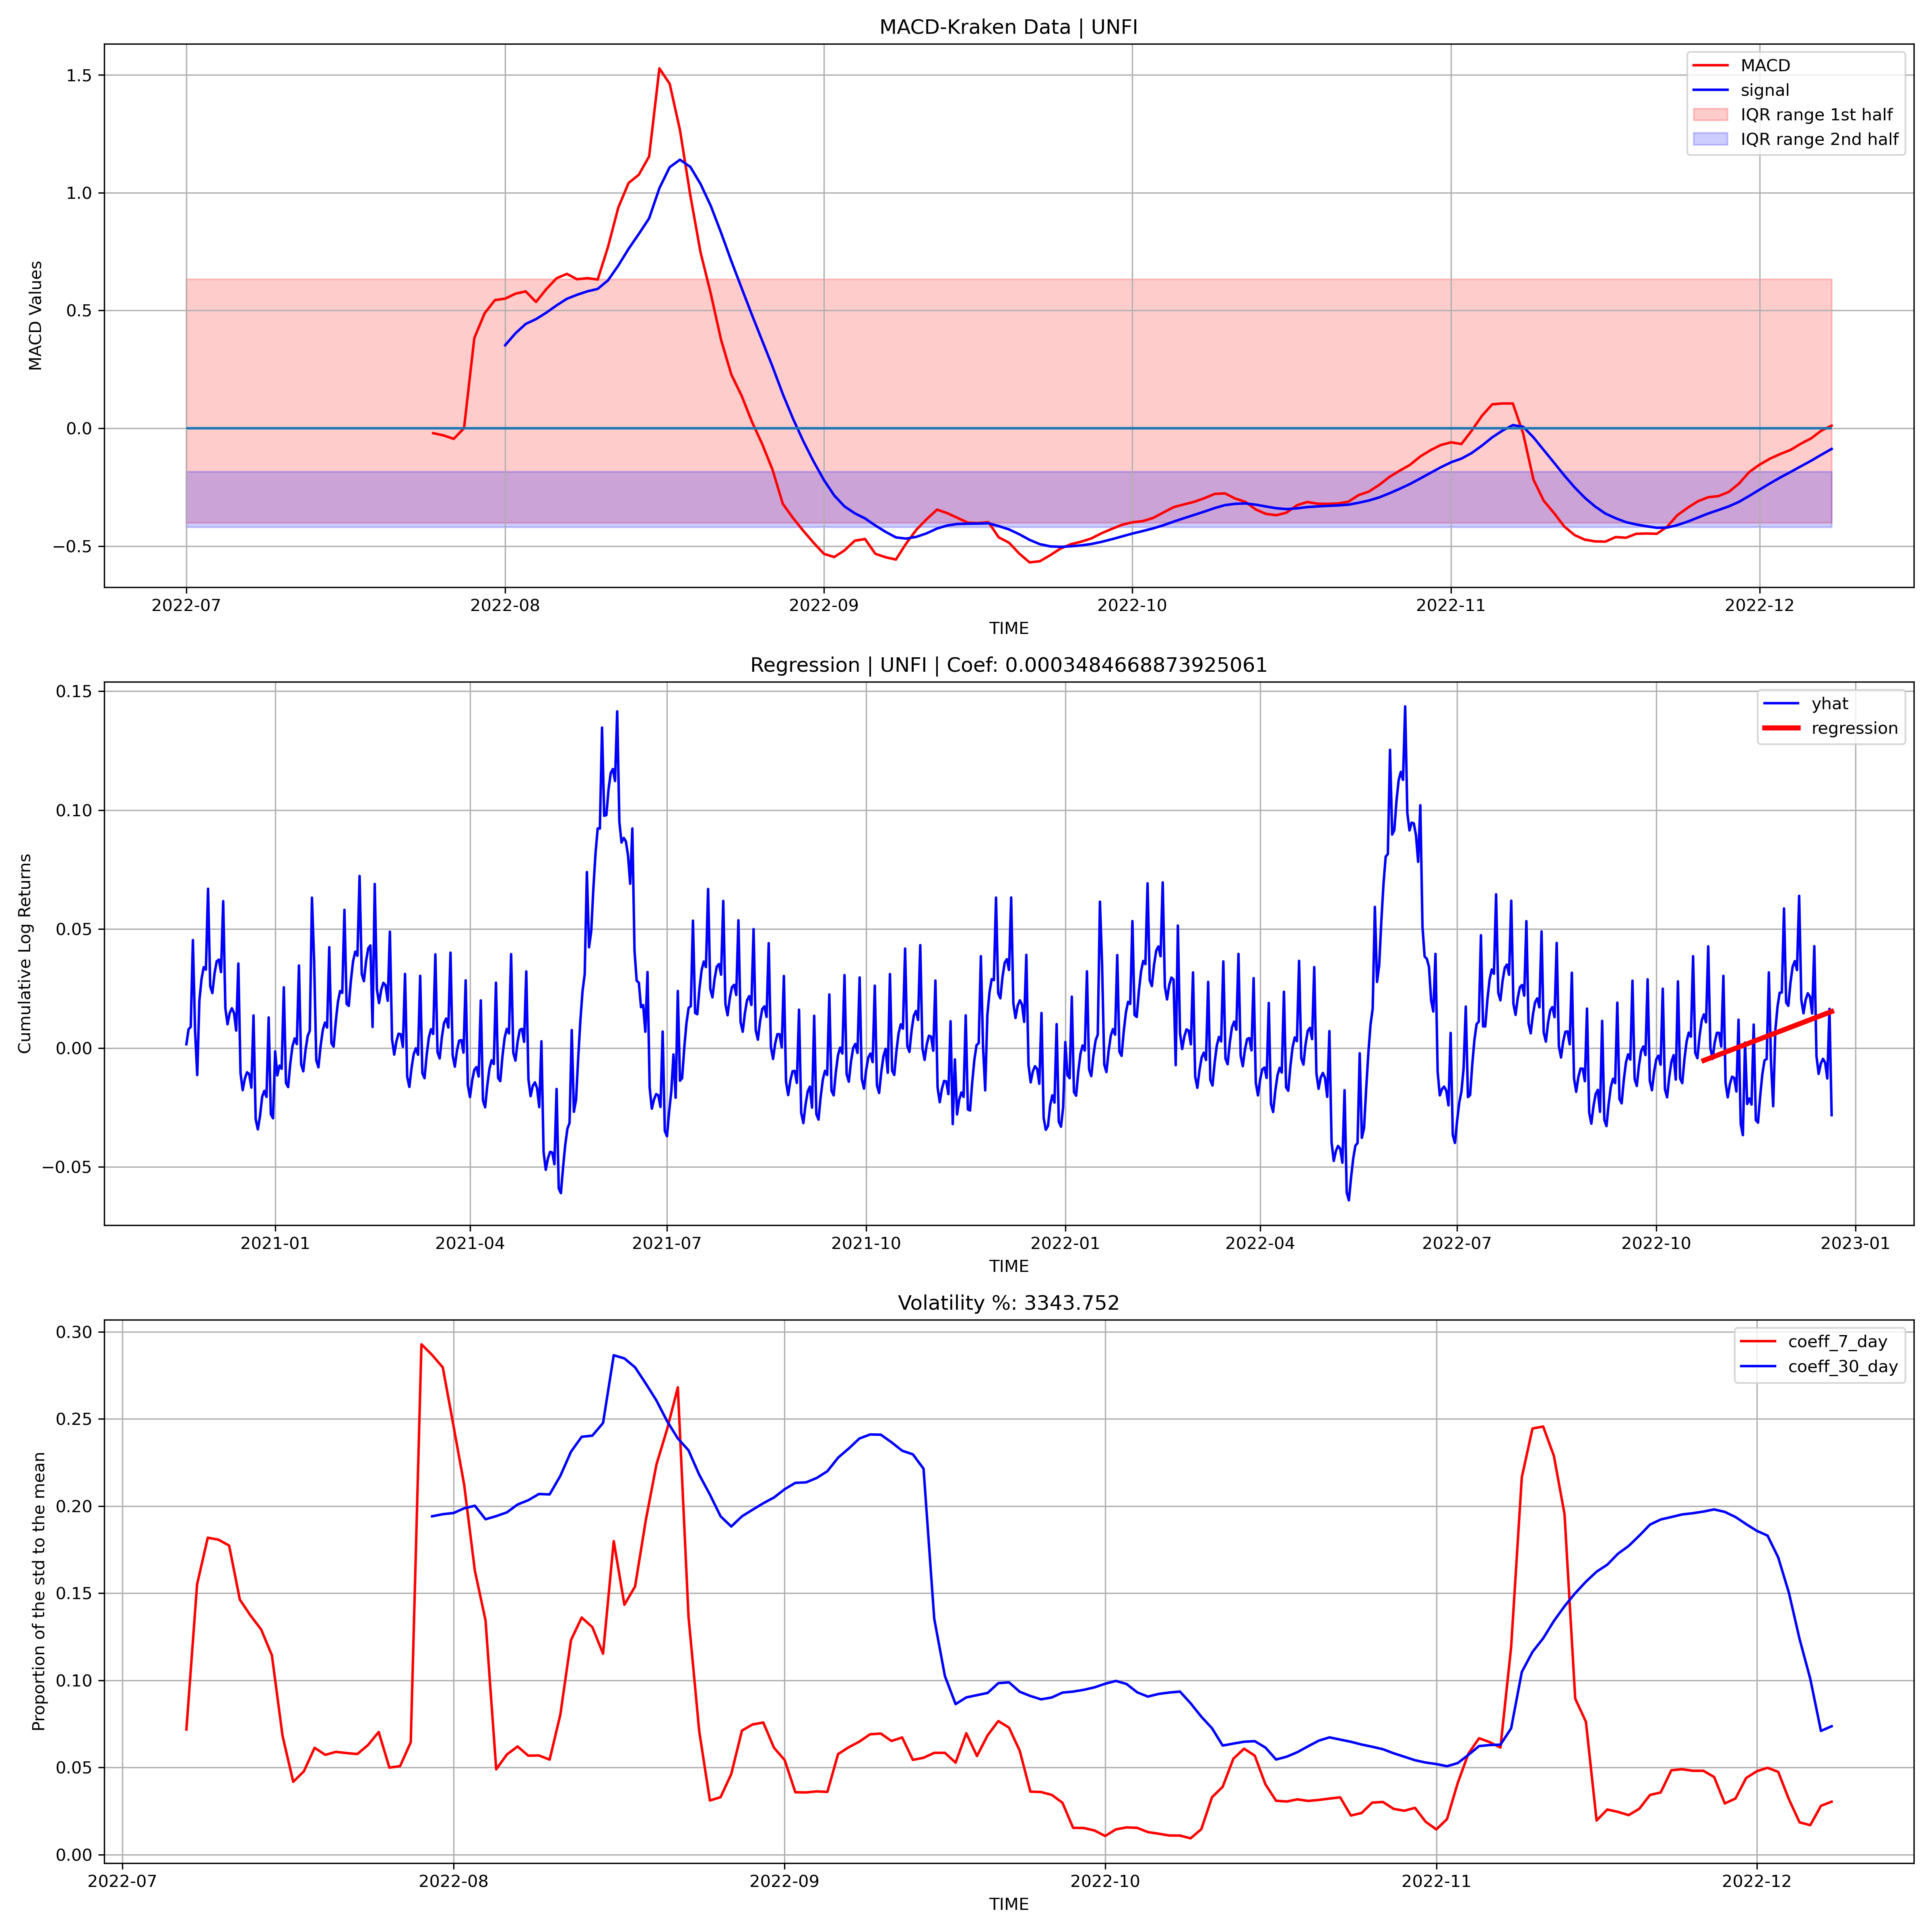 MACD-Kraken Data | UNFI
MACD Values
1.5
1.0
0.5
0.0
−0.5
MACD
signal
IQR range 1st half
IQR range 2nd half
2022-07 2022-08 2022-09 2022-10 2022-11 2022-12
TIME
Regression | UNFI | Coef: 0.0003484668873925061
Cumulative Log Returns
0.15
0.10
0.05
0.00
−0.05
yhat
regression
2021-01 2021-04 2021-07 2021-10 2022-01 2022-04 2022-07 2022-10 2023-01
TIME
Volatility %: 3343.752
Proportion of the std to the mean
0.30
0.25
0.20
0.15
0.10
0.05
0.00
coeff_7_day
coeff_30_day
2022-07 2022-08 2022-09 2022-10 2022-11 2022-12
TIME